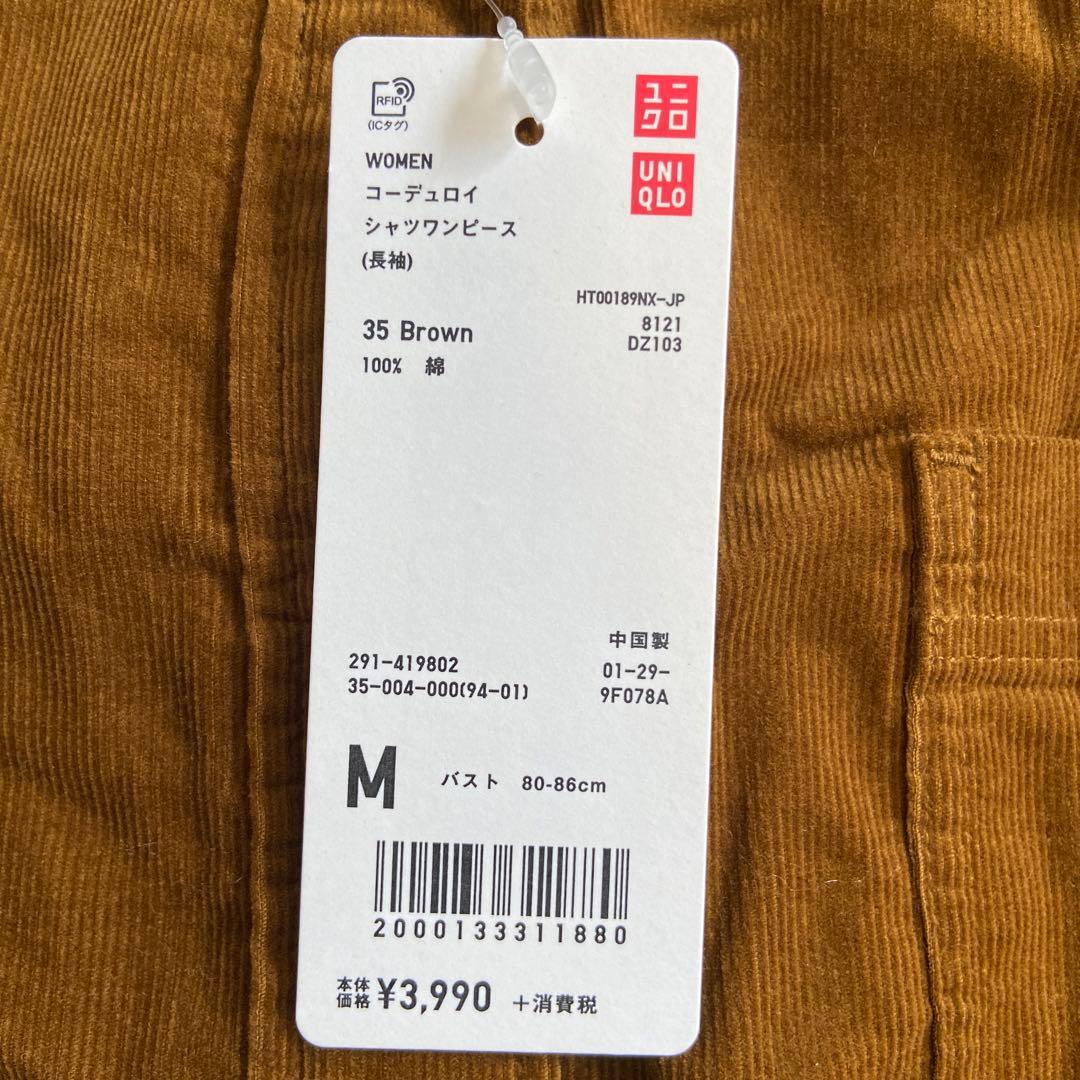 RFID
(ICタグ)
ユニ
クロ
UNI
QLO
WOMEN
コーデュロイ
シャツワンピース
(長袖)
HT00189NX-JP
8121
DZ103
35 Brown
100% 綿
中国製
291-419802
01-29-
35-004-000(94-01)
9F078A
M バスト 80-86cm
2000133311880
本体
価格 ¥3,990 +消費税